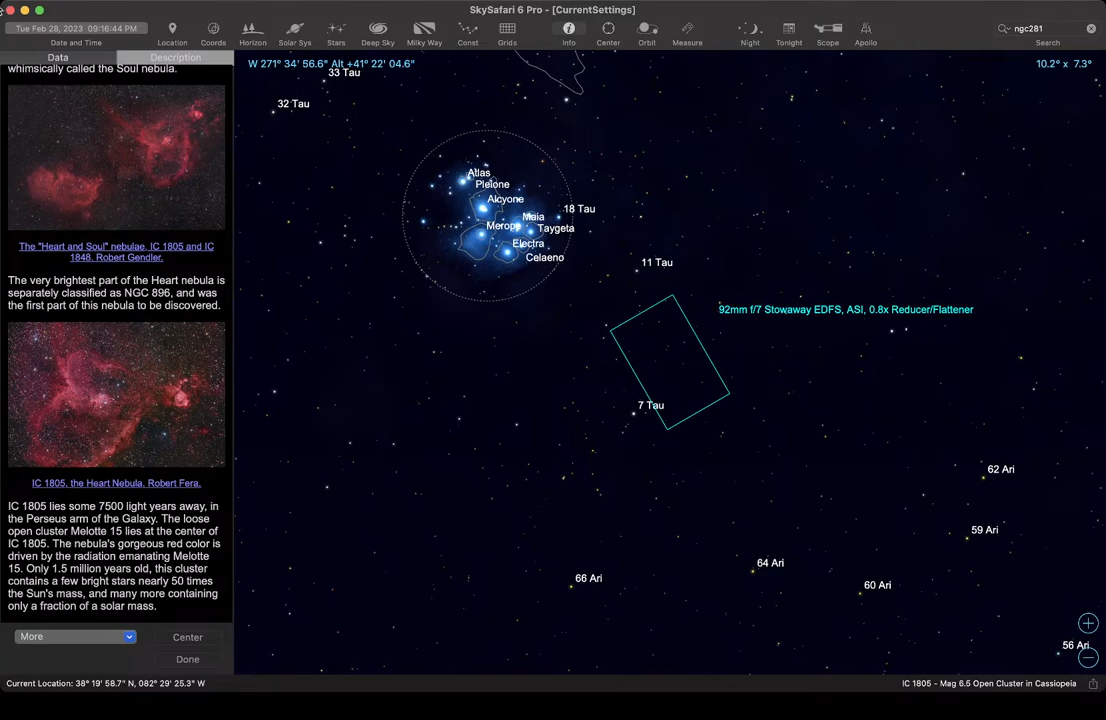 SkySafari 6 Pro - [CurrentSettings]
Tue Feb 28, 2023 09:16:44 PM
Date and Time
Location
Coords
Horizon
Solar Sys
Stars
Deep Sky
Milky Way
Const
Grids
Info
Center
Orbit
Measure
Night
Tonight
Scope
Apollo
ngc281
Search
Data
Description
whimsically called the Soul nebula.
The "Heart and Soul" nebulae, IC 1805 and IC
1848. Robert Gendler.
The very brightest part of the Heart nebula is
separately classified as NGC 896, and was
the first part of this nebula to be discovered.
IC 1805, the Heart Nebula. Robert Fera.
IC 1805 lies some 7500 light years away, in
the Perseus arm of the Galaxy. The loose
open cluster Melotte 15 lies at the center of
IC 1805. The nebula's gorgeous red color is
driven by the radiation emanating Melotte
15. Only 1.5 million years old, this cluster
contains a few bright stars nearly 50 times
the Sun's mass, and many more containing
only a fraction of a solar mass.
More
Center
Done
W 271° 34' 56.6" Alt +41° 22' 04.6"
10.2° x 7.3°
33 Tau
32 Tau
Atlas
Pleione
Alcyone
18 Tau
Maia
Merope
Taygeta
Electra
Celaeno
11 Tau
92mm f/7 Stowaway EDFS, ASI, 0.8x Reducer/Flattener
7 Tau
62 Ari
59 Ari
64 Ari
66 Ari
60 Ari
56 Ari
Current Location: 38° 19' 58.7" N, 082° 29' 25.3" W
IC 1805 - Mag 6.5 Open Cluster in Cassiopeia